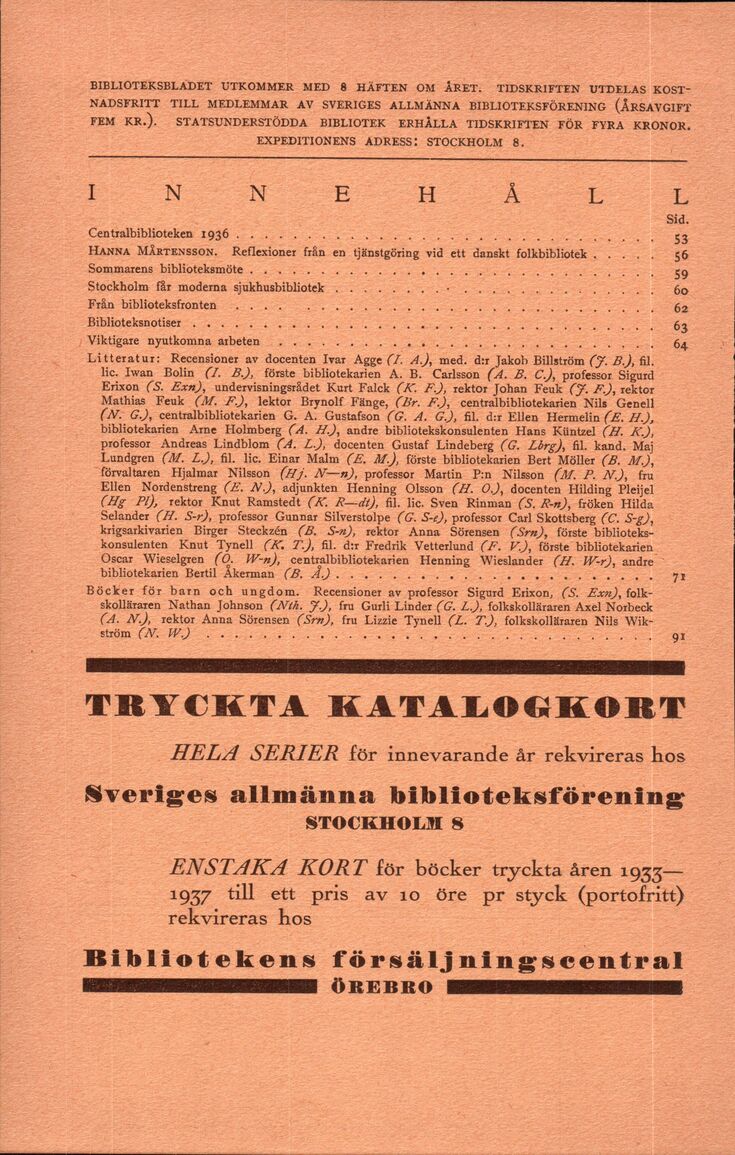 BIBLIOTEKSBLADET UTKOMMER MED 8 HÄFTEN OM ÅRET. TIDSKRIFTEN UTDELAS KOST-
NADSFRITT TILL MEDLEMMAR AV SVERIGES ALLMÄNNA BIBLIOTEKSFÖRENING (ÅRSAVGIFT
FEM KR.). STATSUNDERSTÖDDA BIBLIOTEK ERHÅLLA TIDSKRIFTEN FÖR FYRA KRONOR.
EXPEDITIONENS ADRESS: STOCKHOLM 8.
INNEHÅLL
Sid.
Centralbiblioteken 1936 . . . . . 53
HANNA MÅRTENSSON. Reflexioner från en tjänstgöring vid ett danskt folkbibliotek . . . . . 56
Sommarens biblioteksmöte . . . . . 59
Stockholm får moderna sjukhusbibliotek . . . . . 60
Från biblioteksfronten . . . . . 62
Biblioteksnotiser . . . . . 63
Viktigare nyutkomna arbeten . . . . . 64
Litteratur: Recensioner av docenten Ivar Agge (I. A.), med. d:r Jakob Billström (J. B.), fil.
lic. Iwan Bolin (I. B.), förste bibliotekarien A. B. Carlsson (A. B. C.), professor Sigurd
Erixon (S. Exn), undervisningsrådet Kurt Falck (K. F.), rektor Johan Feuk (J. F.), rektor
Mathias Feuk (M. F.), lektor Brynolf Fänge, (Br. F.), centralbibliotekarien Nils Genell
(N. G.), centralbibliotekarien G. A. Gustafson (G. A. G.), fil. d:r Ellen Hermelin (E. H.),
bibliotekarien Arne Holmberg (A. H.), andre bibliotekskonsulenten Hans Küntzel (H. K.),
professor Andreas Lindblom (A. L.), docenten Gustaf Lindeberg (G. Lbrg), fil. kand. Maj
Lundgren (M. L.), fil. lic. Einar Malm (E. M.), förste bibliotekarien Bert Möller (B. M.),
förvaltaren Hjalmar Nilsson (Hj. N—n), professor Martin P:n Nilsson (M. P. N.), fru
Ellen Nordenstreng (E. N.), adjunkten Henning Olsson (H. O.), docenten Hilding Pleijel
(Hg Pl), rektor Knut Ramstedt (K. R—dt), fil. lic. Sven Rinman (S. R-n), fröken Hilda
Selander (H. S-r), professor Gunnar Silverstolpe (G. S-e), professor Carl Skottsberg (C. S-g),
krigsarkivarien Birger Steckzén (B. S-n), rektor Anna Sörensen (Srn), förste biblioteks-
konsulenten Knut Tynell (K. T.), fil. d:r Fredrik Vetterlund (F. V.), förste bibliotekarien
Oscar Wieselgren (O. W-n), centralbibliotekarien Henning Wieslander (H. W-r), andre
bibliotekarien Bertil Åkerman (B. Å.) . . . . . 71
Böcker för barn och ungdom. Recensioner av professor Sigurd Erixon, (S. Exn), folk-
skolläraren Nathan Johnson (Nth. J.), fru Gurli Linder (G. L.), folkskolläraren Axel Norbeck
(A. N.), rektor Anna Sörensen (Srn), fru Lizzie Tynell (L. T.), folkskolläraren Nils Wik-
ström (N. W.) . . . . . 91
TRYCKTA KATALOGKORT
HELA SERIER för innevarande år rekvireras hos
Sveriges allmänna biblioteksförening
STOCKHOLM 8
ENSTAKA KORT för böcker tryckta åren 1933—
1937 till ett pris av 10 öre pr styck (portofritt)
rekvireras hos
Bibliotekens försäljningscentral
ÖREBRO